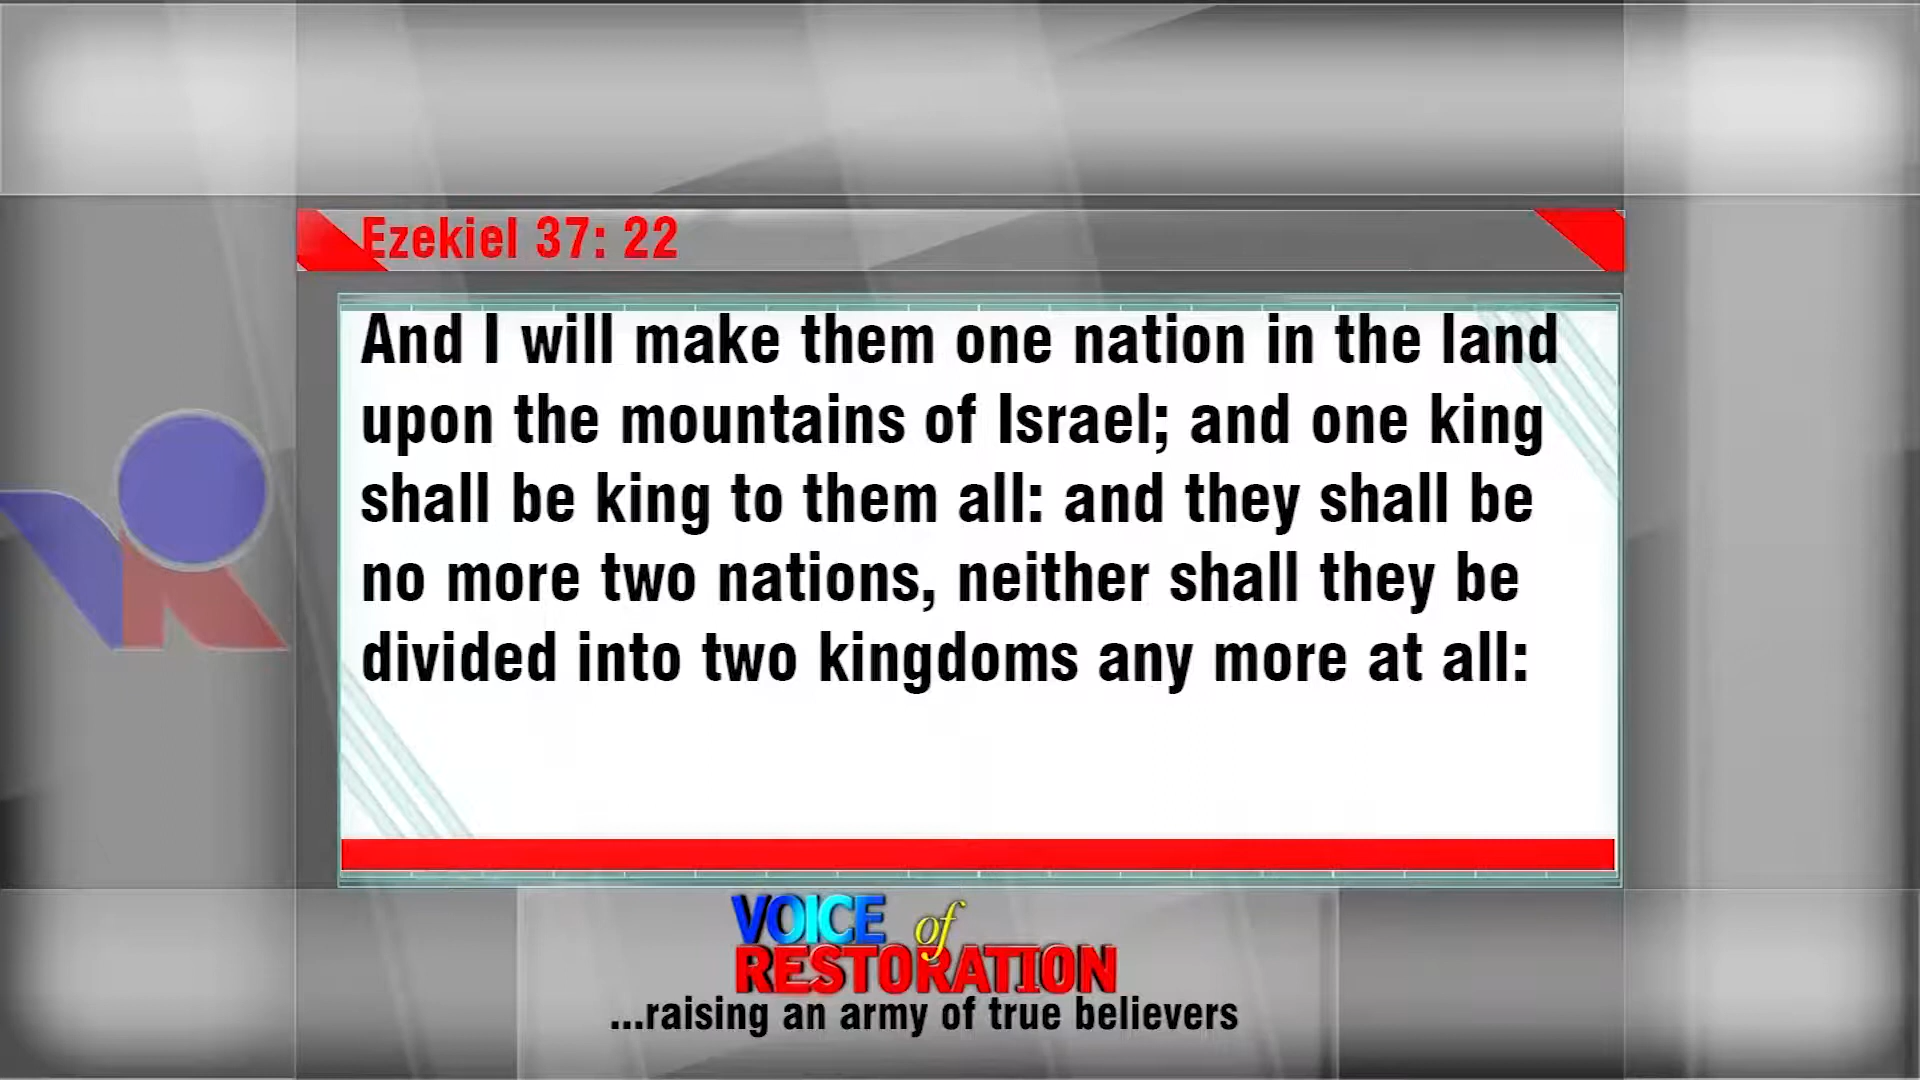 Ezekiel 37: 22
And I will make them one nation in the land
upon the mountains of Israel; and one king
shall be king to them all: and they shall be
no more two nations, neither shall they be
divided into two kingdoms any more at all:
VOICE of
RESTORATION
...raising an army of true believers